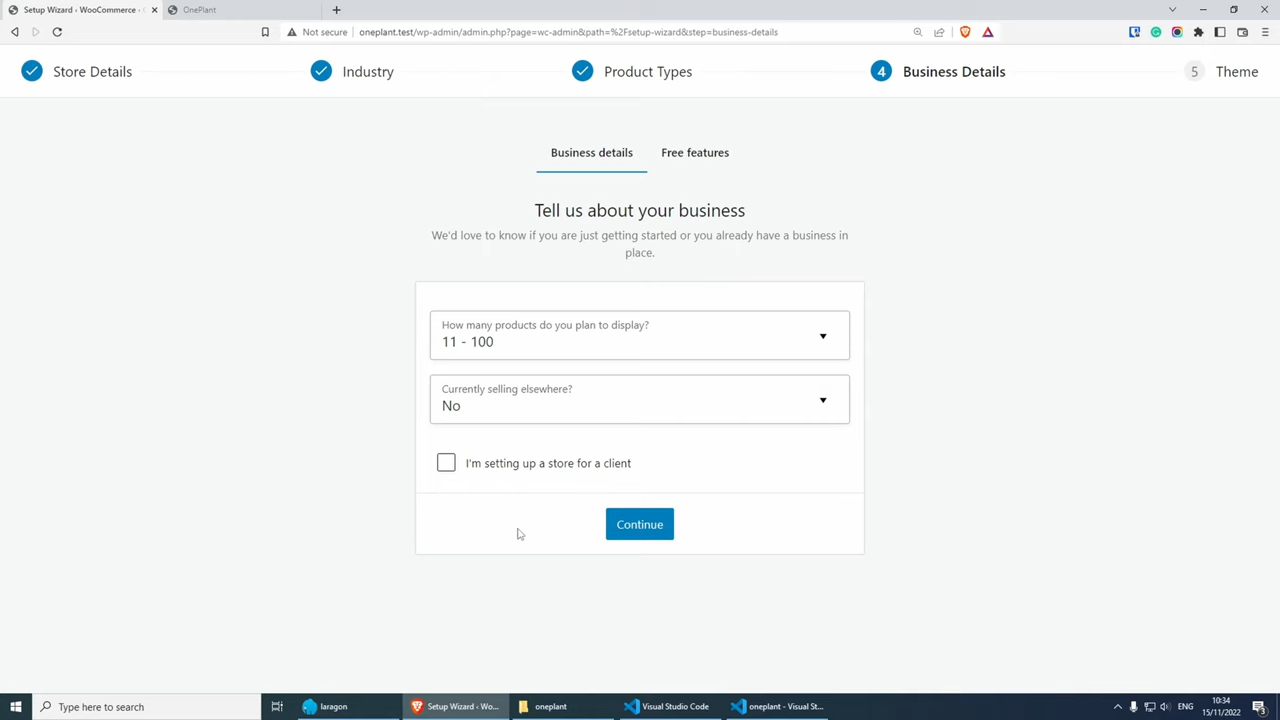 Setup Wizard ‹ WooCommerce ‹
OnePlant
Not secure
oneplant.test/wp-admin/admin.php?page=wc-admin&path=%2Fsetup-wizard&step=business-details
Store Details
Industry
Product Types
4 Business Details
5 Theme
Business details
Free features
Tell us about your business
We'd love to know if you are just getting started or you already have a business in
place.
How many products do you plan to display?
11 - 100
Currently selling elsewhere?
No
I'm setting up a store for a client
Continue
Type here to search
laragon
Setup Wizard ‹ Wo...
oneplant
Visual Studio Code
oneplant - Visual St...
ENG
10:34
15/11/2022